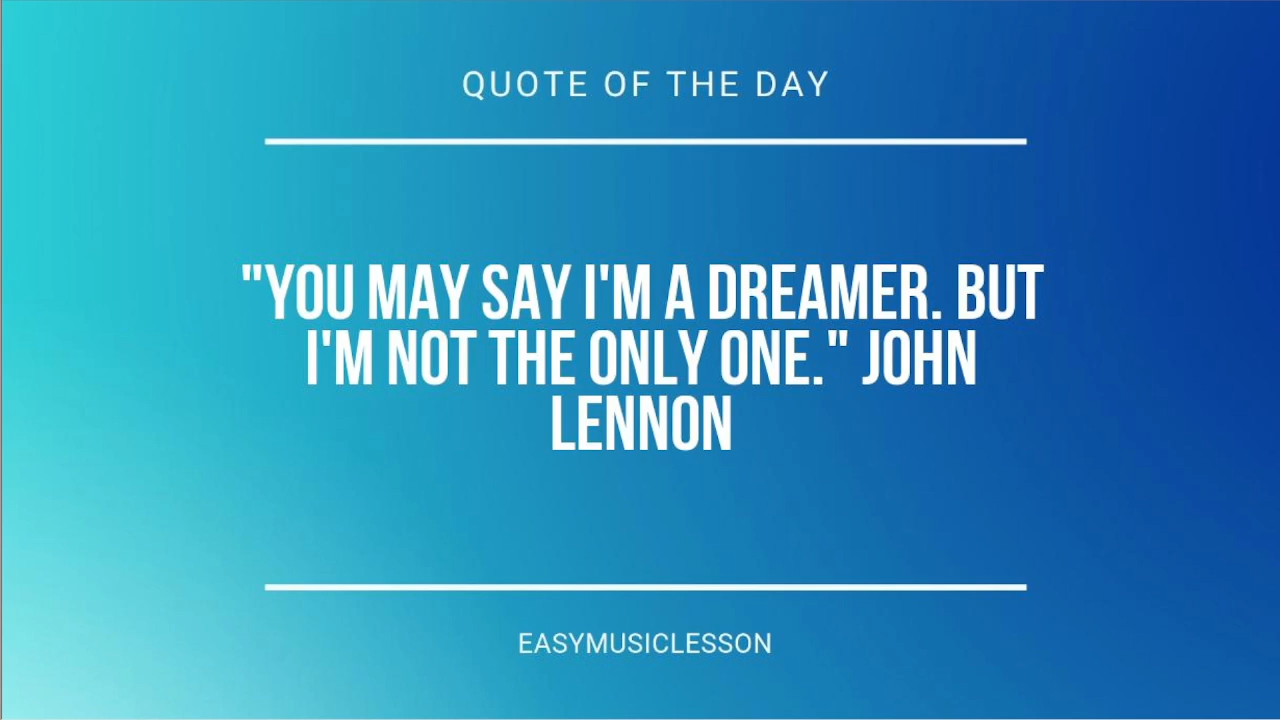 QUOTE OF THE DAY
"YOU MAY SAY I'M A DREAMER. BUT
I'M NOT THE ONLY ONE." JOHN
LENNON
EASYMUSICLESSON